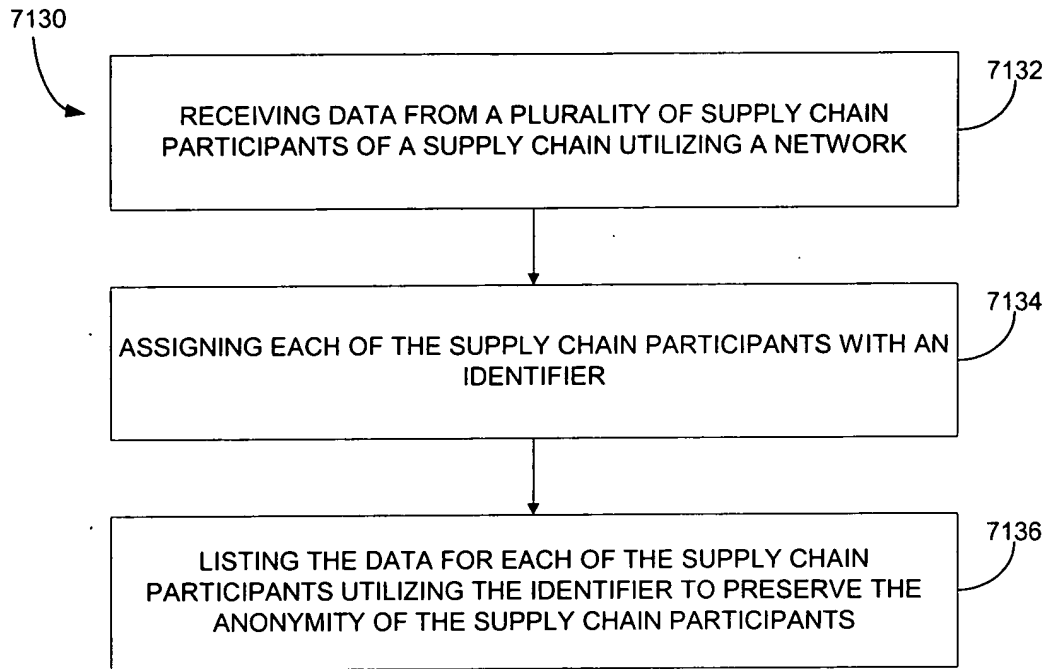 7130
7132
RECEIVING DATA FROM A PLURALITY OF SUPPLY CHAIN
PARTICIPANTS OF A SUPPLY CHAIN UTILIZING A NETWORK
7134
ASSIGNING EACH OF THE SUPPLY CHAIN PARTICIPANTS WITH AN
IDENTIFIER
7136
LISTING THE DATA FOR EACH OF THE SUPPLY CHAIN
PARTICIPANTS UTILIZING THE IDENTIFIER TO PRESERVE THE
ANONYMITY OF THE SUPPLY CHAIN PARTICIPANTS